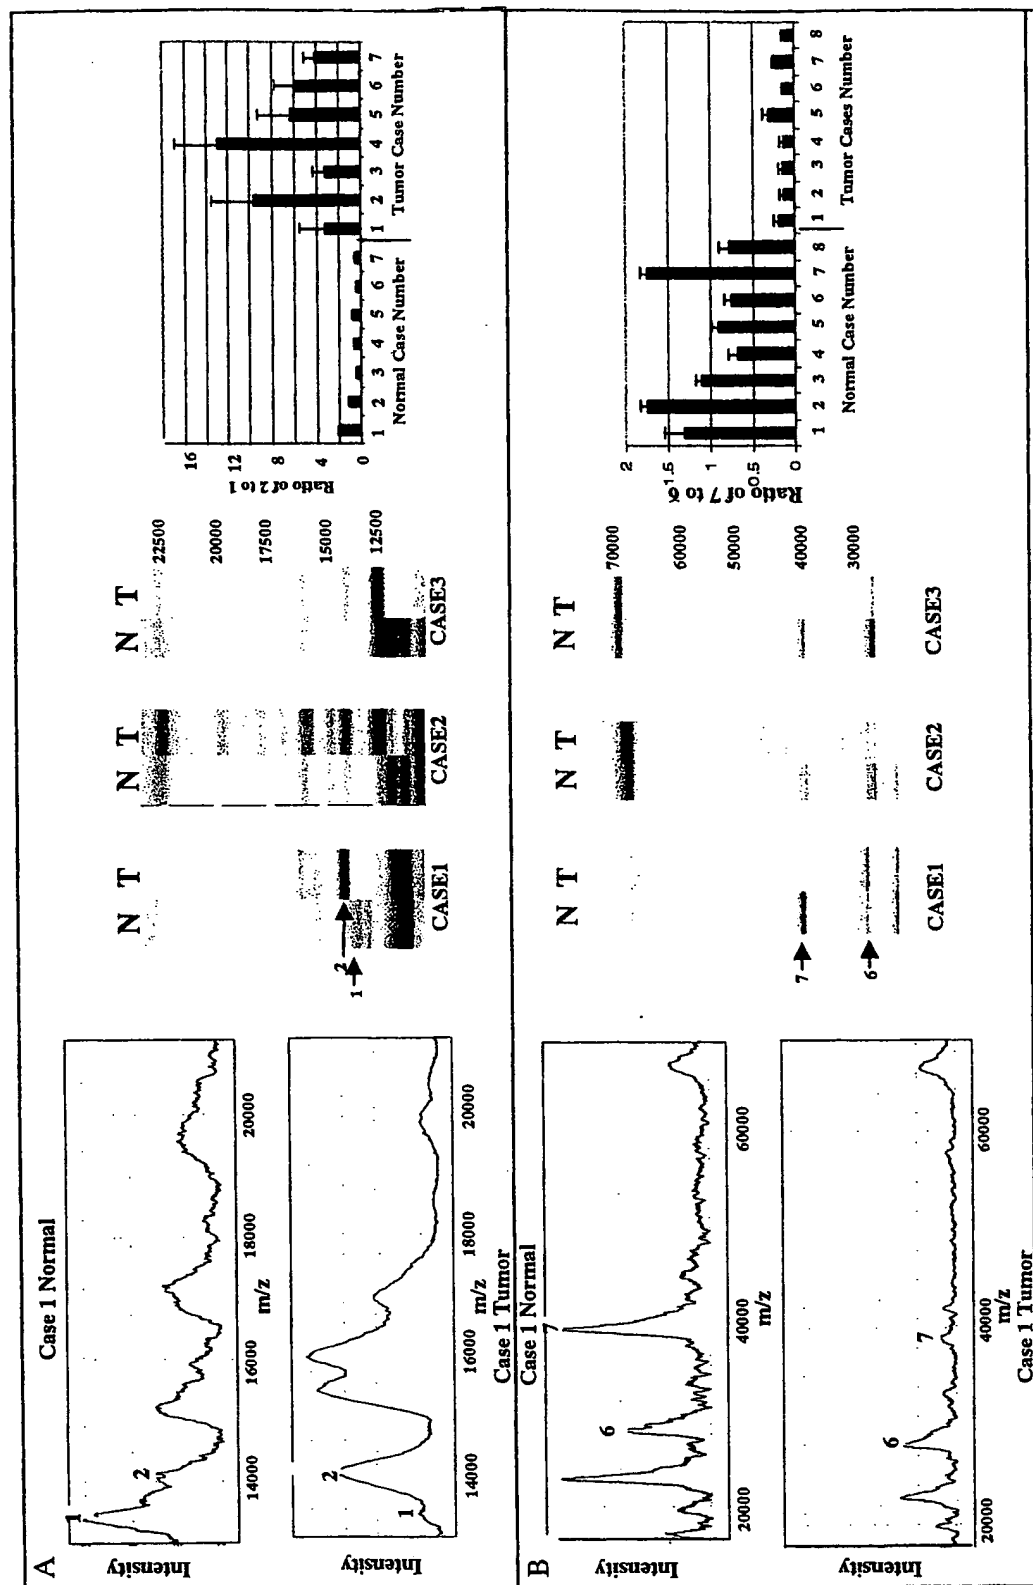 A
Case 1 Normal
Intensity
1
2
14000 16000 18000 20000
m/z
Intensity
1
2
14000 16000 18000 20000
m/z
Case 1 Tumor
N T N T N T
22500
20000
17500
15000
12500
2
1
CASE1 CASE2 CASE3
Ratio of 2 to 1
16
12
8
4
0
1 2 3 4 5 6 7 1 2 3 4 5 6 7
Normal Case Number Tumor Case Number
B
Case 1 Normal
Intensity
6
7
20000 40000 60000
m/z
Intensity
6
7
20000 40000 60000
m/z
Case 1 Tumor
N T N T N T
70000
60000
50000
40000
30000
7
6
CASE1 CASE2 CASE3
Ratio of 7 to 6
2
1.5
1
0.5
0
1 2 3 4 5 6 7 8 1 2 3 4 5 6 7 8
Normal Case Number Tumor Cases Number